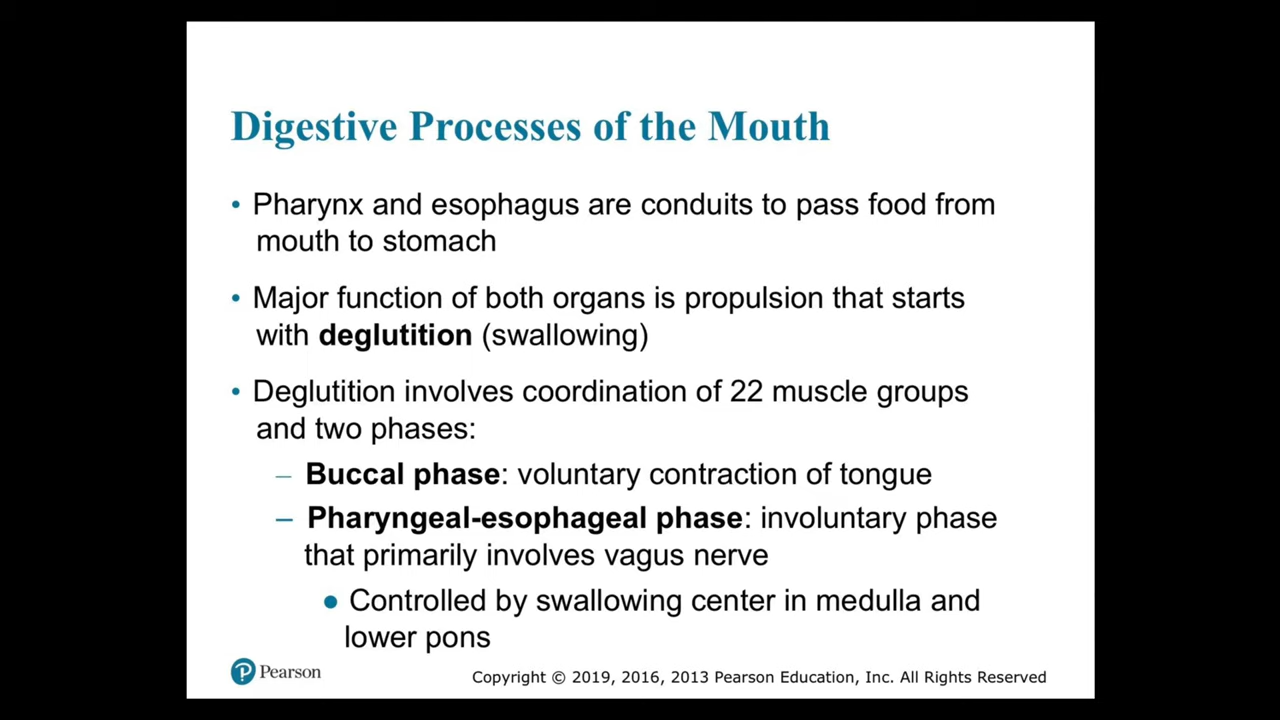 Digestive Processes of the Mouth
• Pharynx and esophagus are conduits to pass food from
mouth to stomach
• Major function of both organs is propulsion that starts
with deglutition (swallowing)
• Deglutition involves coordination of 22 muscle groups
and two phases:
– Buccal phase: voluntary contraction of tongue
– Pharyngeal-esophageal phase: involuntary phase
that primarily involves vagus nerve
● Controlled by swallowing center in medulla and
lower pons
P Pearson
Copyright © 2019, 2016, 2013 Pearson Education, Inc. All Rights Reserved